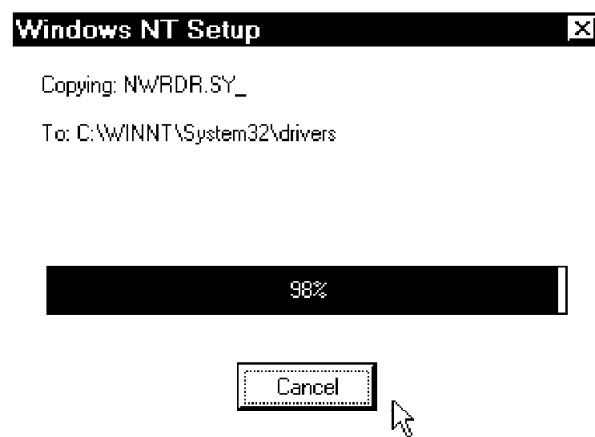 Windows NT Setup
Copying: NWRDR.SY_
To: C:\WINNT\System32\drivers
98%
Cancel